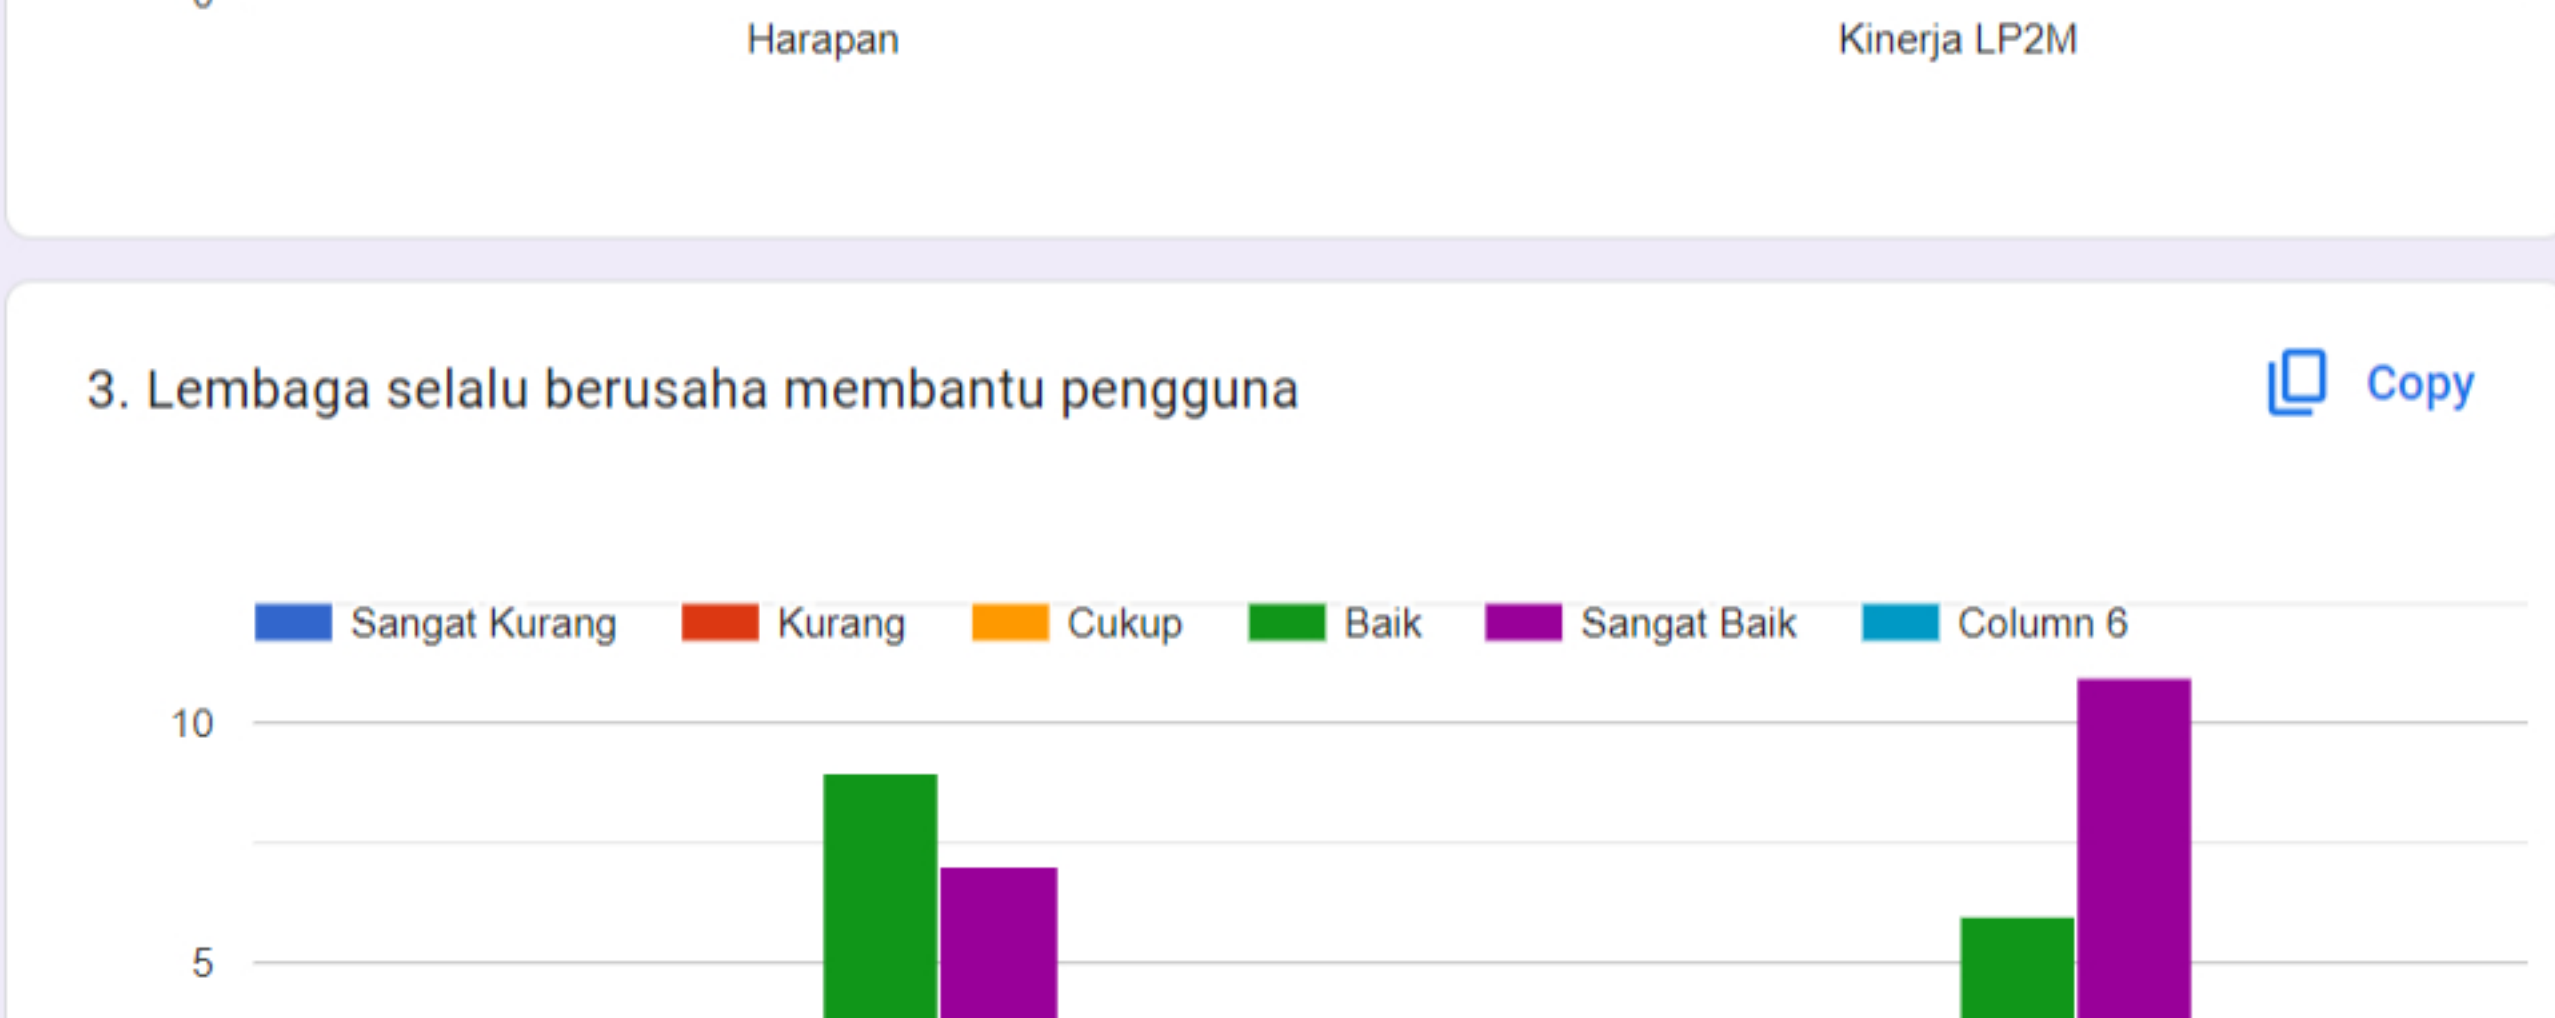 Harapan Kinerja LP2M
3. Lembaga selalu berusaha membantu pengguna
Copy
Sangat Kurang Kurang Cukup Baik Sangat Baik Column 6
10
5